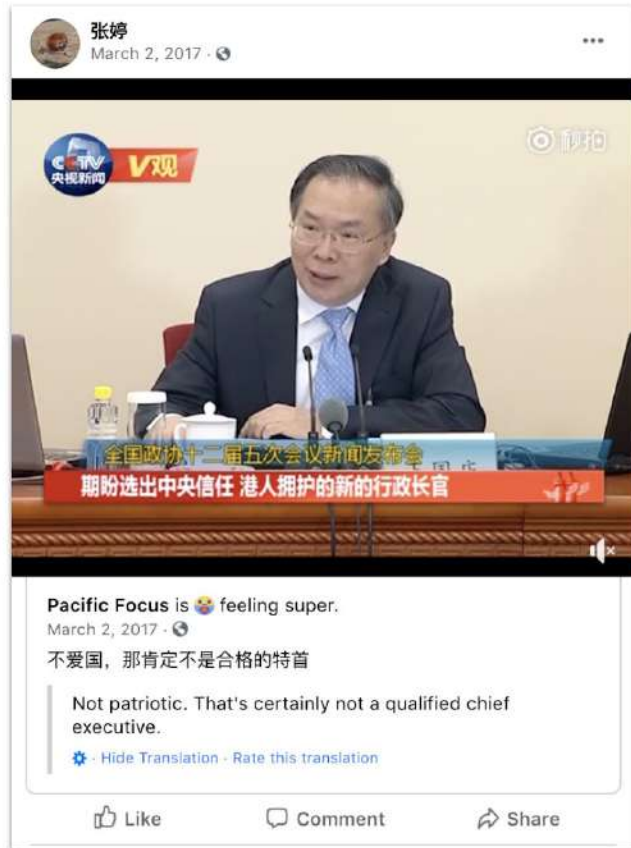 张婷
March 2, 2017 ·
CCTV
央视新闻
V观
秒拍
全国政协十二届五次会议新闻发布会
期盼选出中央信任 港人拥护的新的行政长官
Pacific Focus is feeling super.
March 2, 2017 ·
不爱国，那肯定不是合格的特首
Not patriotic. That's certainly not a qualified chief
executive.
· Hide Translation · Rate this translation
Like
Comment
Share